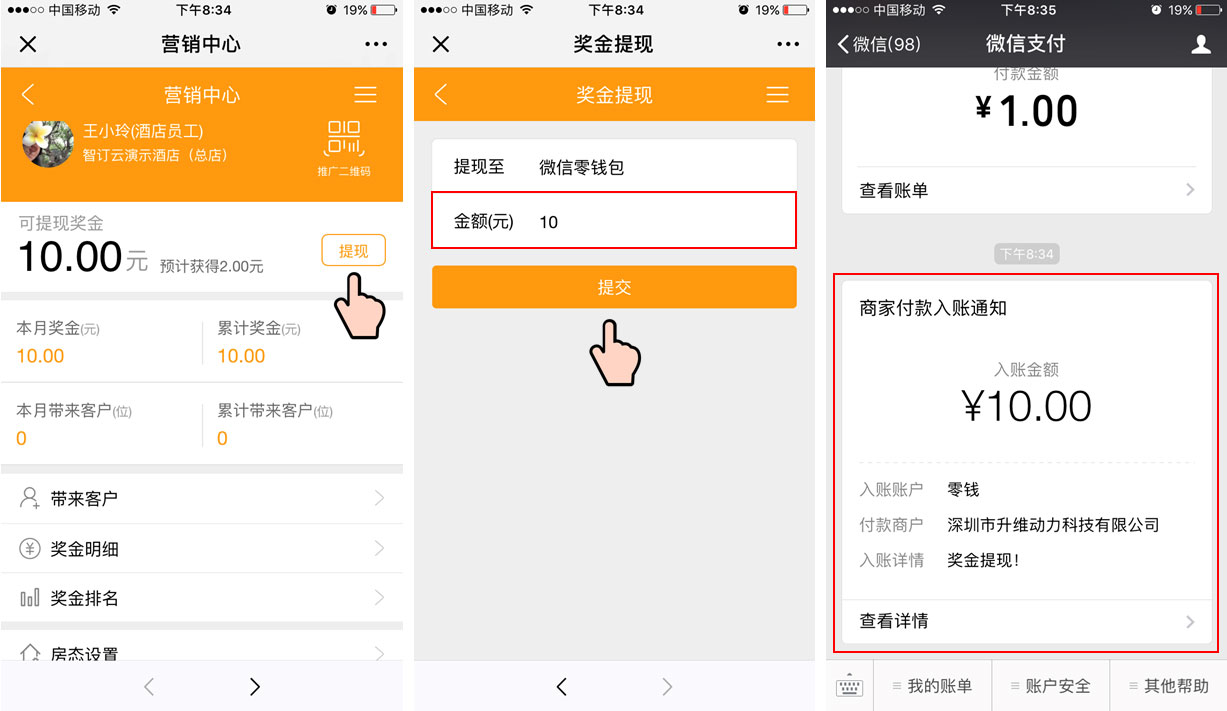 中国移动 下午8:34 19%
营销中心
营销中心
王小玲(酒店员工)
智订云演示酒店（总店）
推广二维码
可提现奖金
10.00元 预计获得2.00元
提现
本月奖金(元) 累计奖金(元)
10.00 10.00
本月带来客户(位) 累计带来客户(位)
0 0
带来客户
奖金明细
奖金排名
房态设置
中国移动 下午8:34 19%
奖金提现
奖金提现
提现至 微信零钱包
金额(元) 10
提交
中国移动 下午8:35 19%
微信(98) 微信支付
付款金额
¥1.00
查看账单
下午8:34
商家付款入账通知
入账金额
¥10.00
入账账户 零钱
付款商户 深圳市升维动力科技有限公司
入账详情 奖金提现！
查看详情
我的账单 账户安全 其他帮助